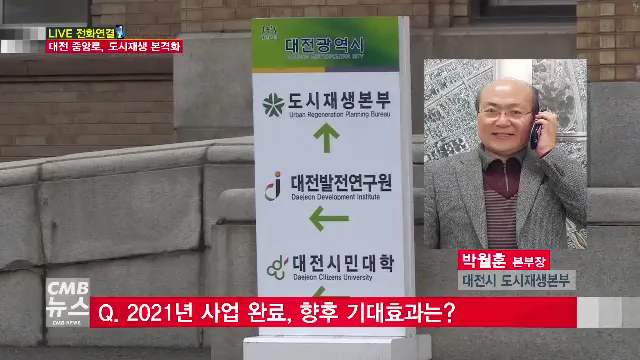 LIVE 전화연결
대전 중앙로, 도시재생 본격화
대전광역시
DAEJEON METROPOLITAN CITY
도시재생본부
Urban Regeneration Planning Bureau
대전발전연구원
Daejeon Development Institute
대전시민대학
Daejeon Citizens University
박월훈 본부장
대전시 도시재생본부
CMB
뉴스
CMB NEWS
Q. 2021년 사업 완료, 향후 기대효과는?